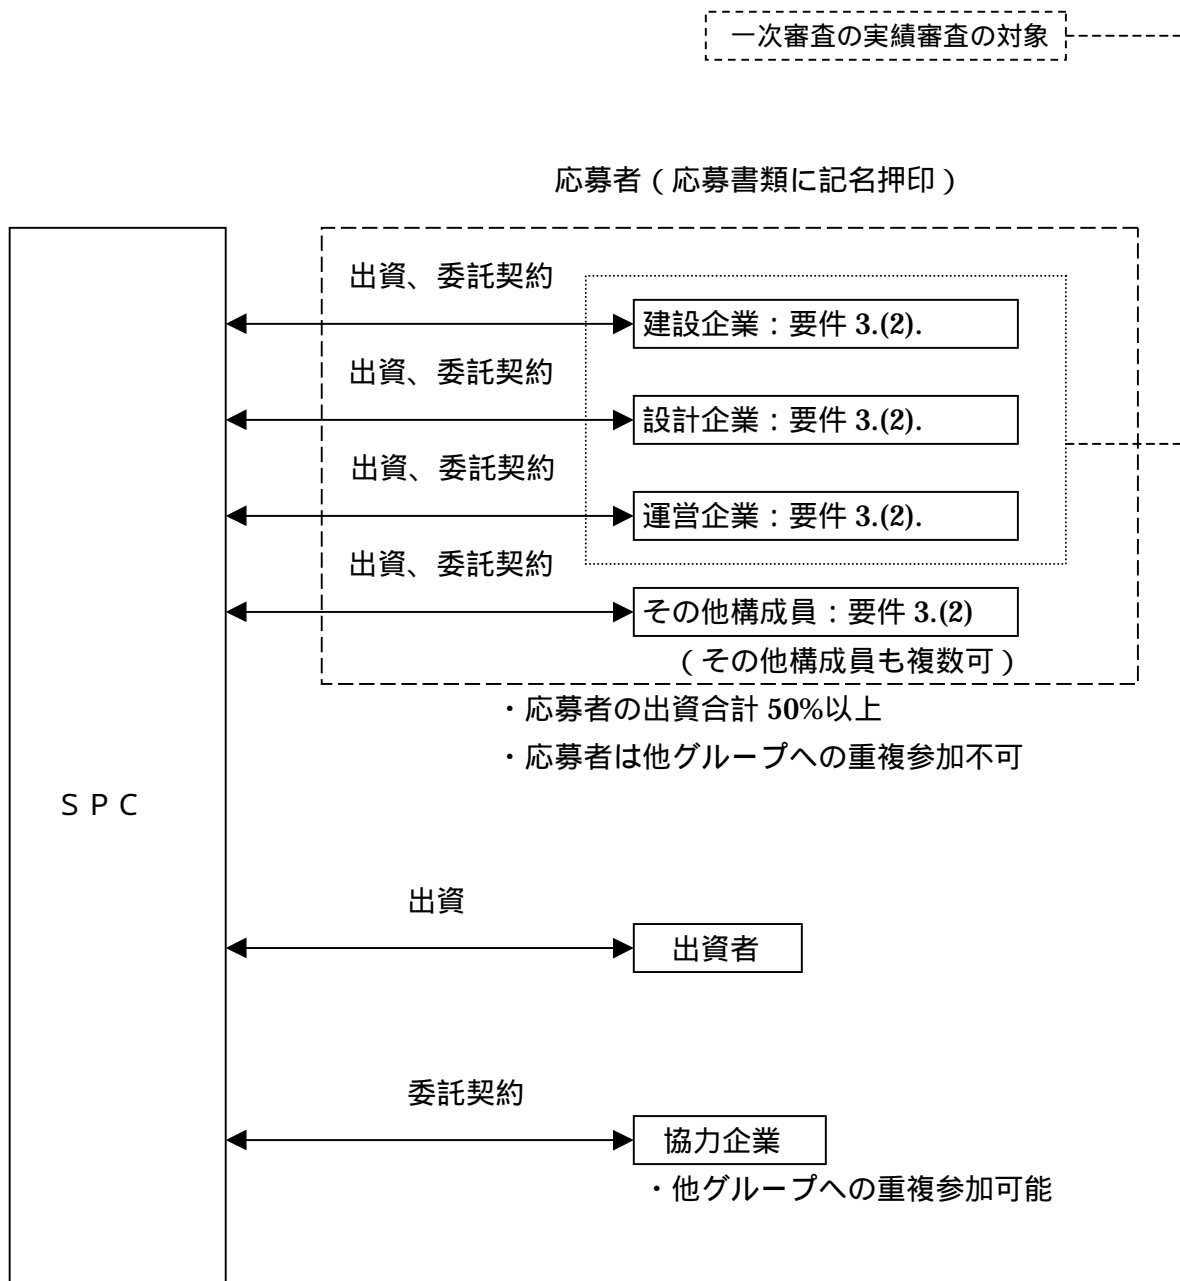 一次審査の実績審査の対象
応募者（応募書類に記名押印）
出資、委託契約
建設企業：要件 3.(2).
出資、委託契約
設計企業：要件 3.(2).
出資、委託契約
運営企業：要件 3.(2).
出資、委託契約
その他構成員：要件 3.(2)
（その他構成員も複数可）
・応募者の出資合計 50%以上
・応募者は他グループへの重複参加不可
ＳＰＣ
出資
出資者
委託契約
協力企業
・他グループへの重複参加可能